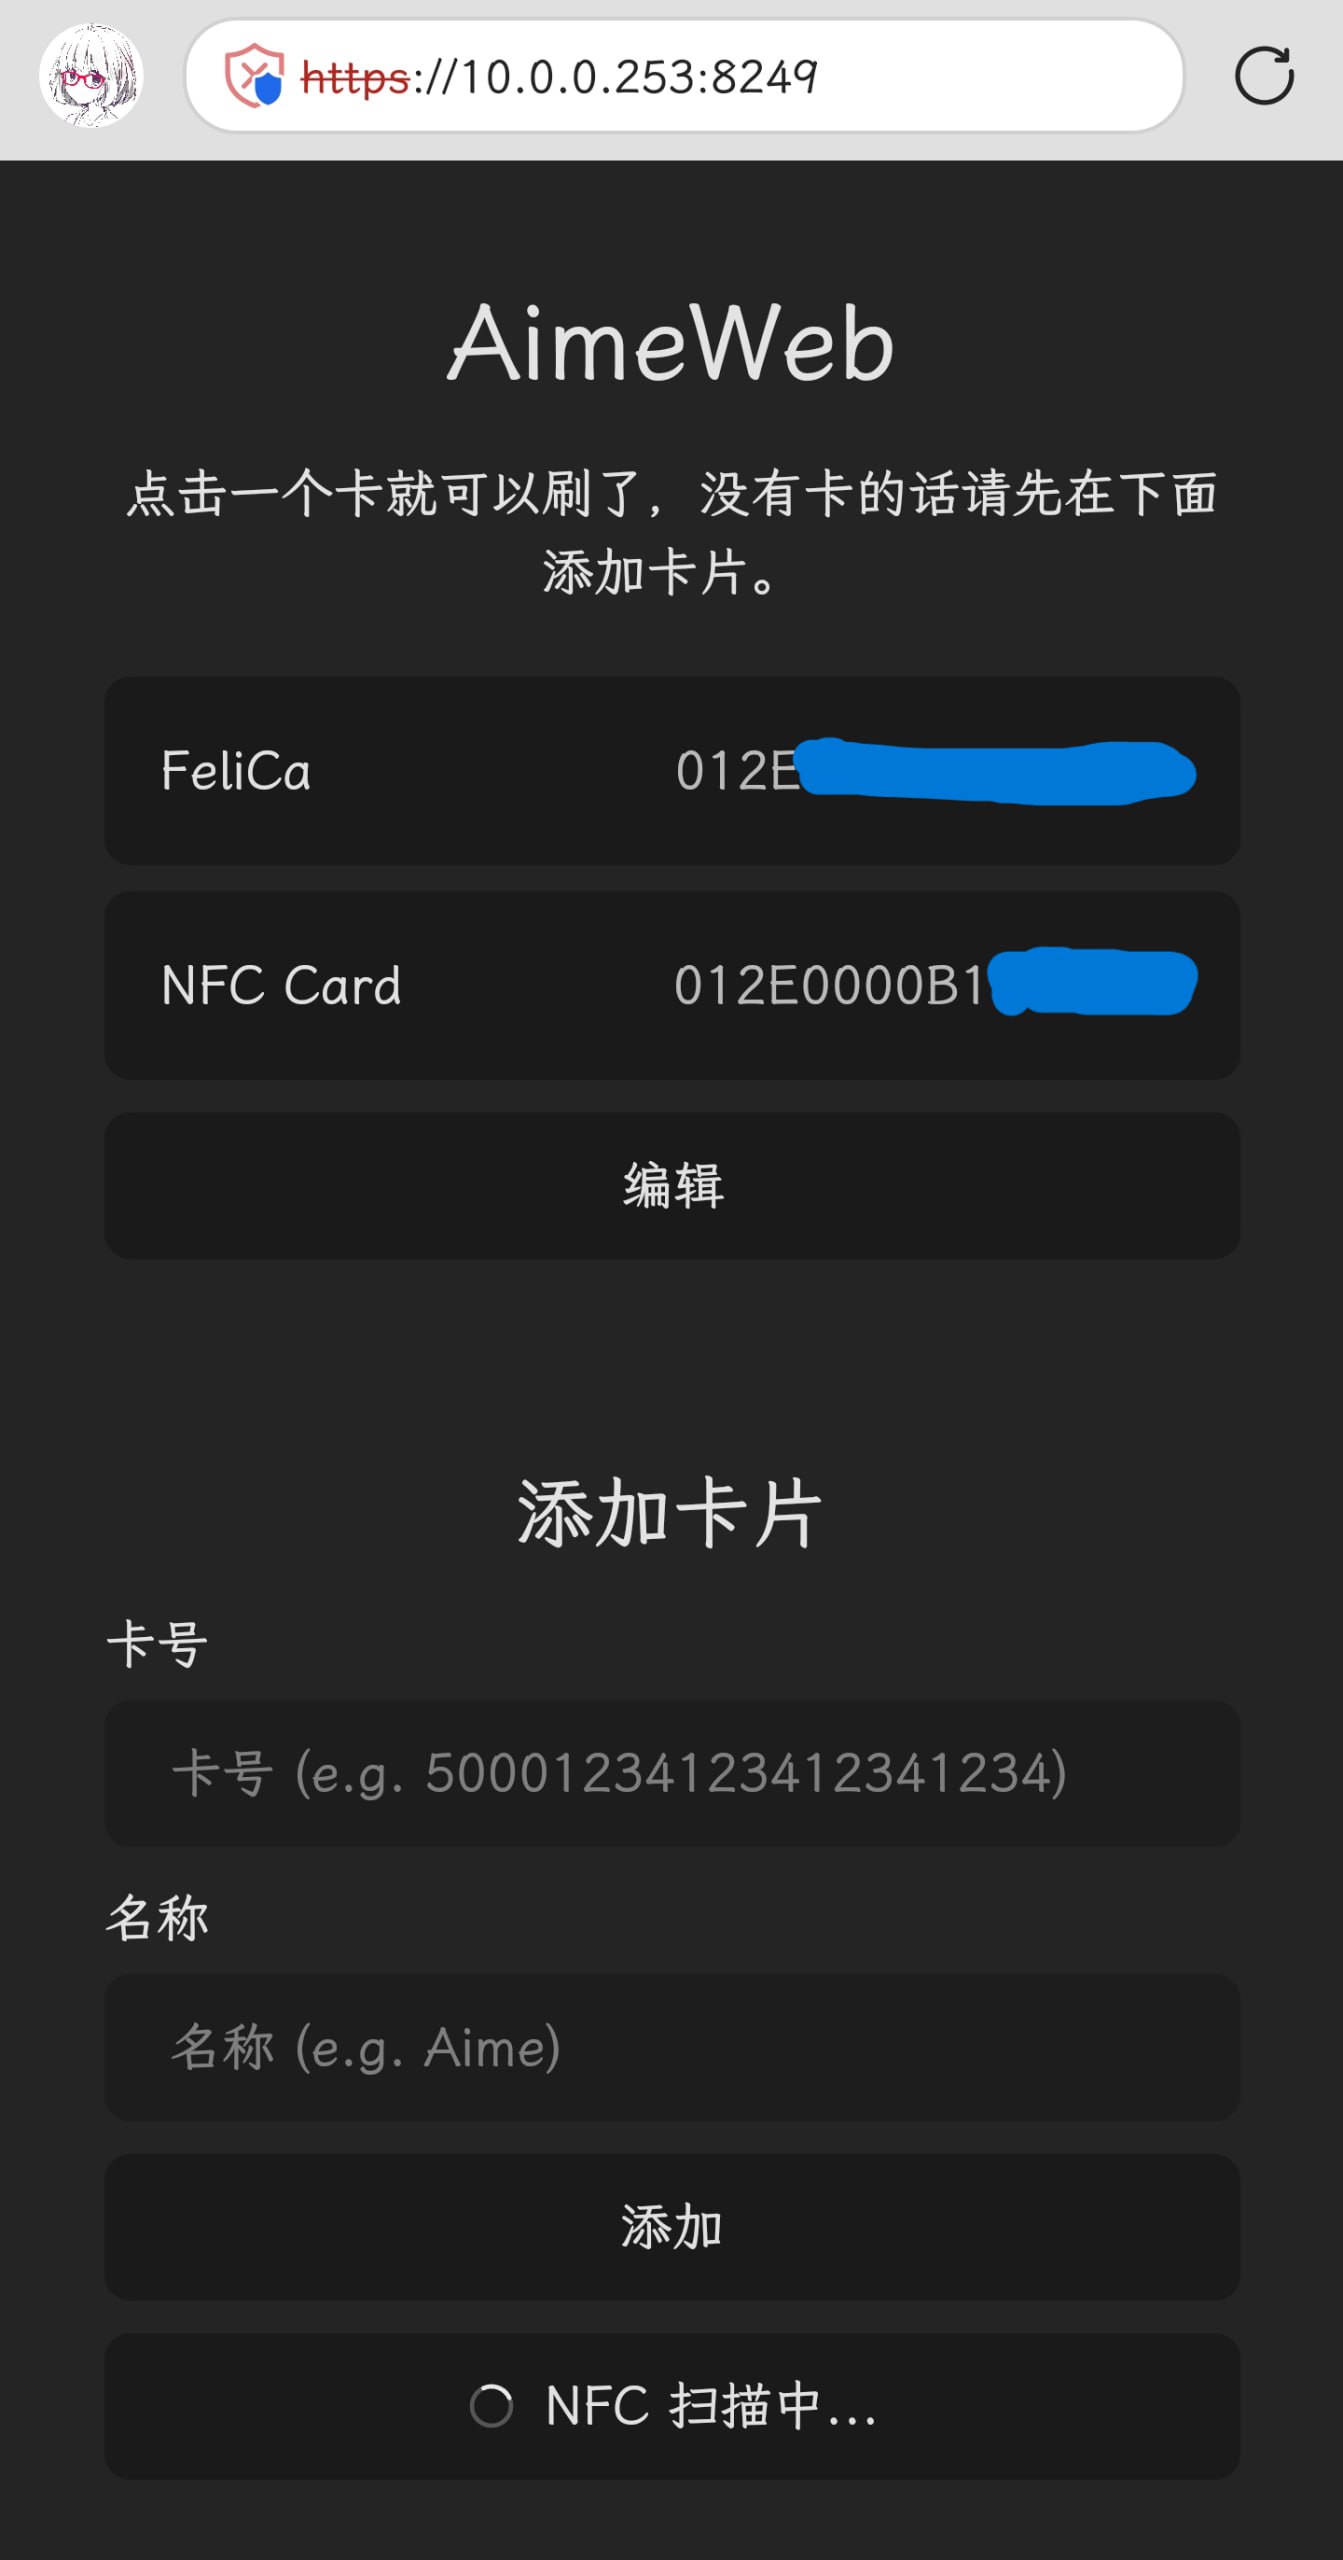 https://10.0.0.253:8249
AimeWeb
点击一个卡就可以刷了，没有卡的话请先在下面
添加卡片。
FeliCa 012E
NFC Card 012E0000B1
编辑
添加卡片
卡号
卡号 (e.g. 50001234123412341234)
名称
名称 (e.g. Aime)
添加
NFC 扫描中...